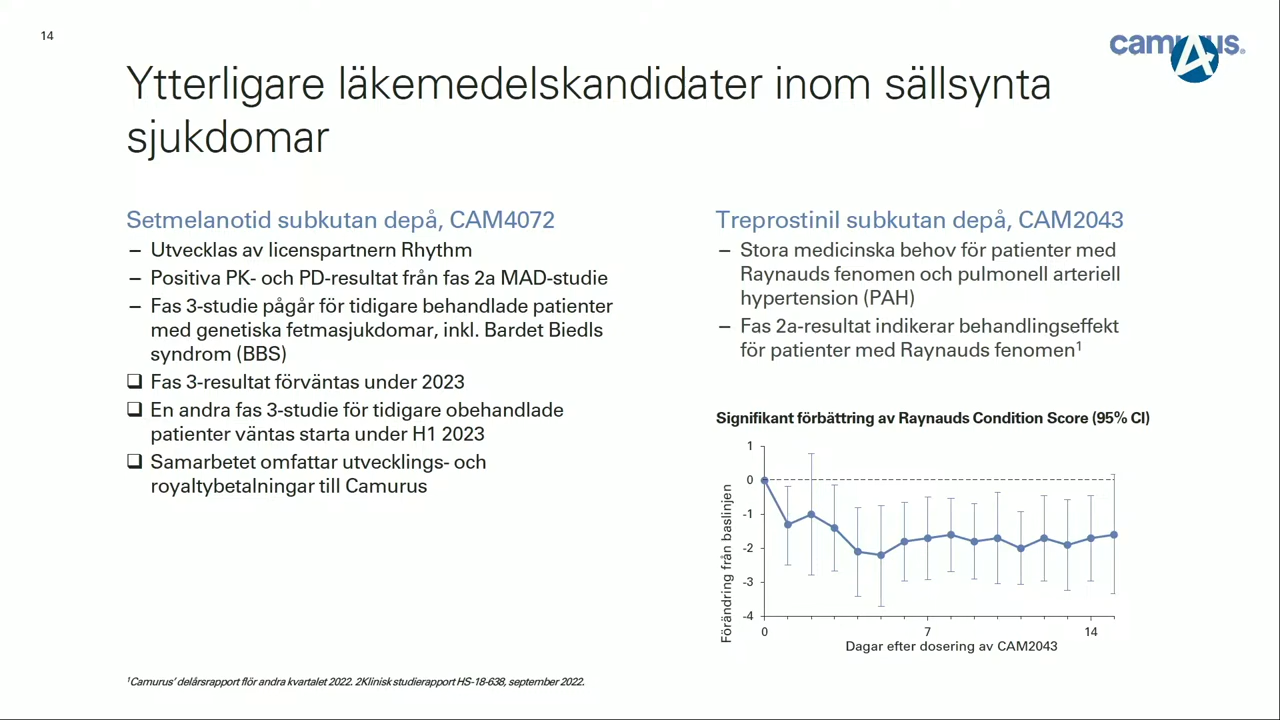 14
camurus®
Ytterligare läkemedelskandidater inom sällsynta
sjukdomar
Setmelanotid subkutan depå, CAM4072
– Utvecklas av licenspartnern Rhythm
– Positiva PK- och PD-resultat från fas 2a MAD-studie
– Fas 3-studie pågår för tidigare behandlade patienter
med genetiska fetmasjukdomar, inkl. Bardet Biedls
syndrom (BBS)
❑ Fas 3-resultat förväntas under 2023
❑ En andra fas 3-studie för tidigare obehandlade
patienter väntas starta under H1 2023
❑ Samarbetet omfattar utvecklings- och
royaltybetalningar till Camurus
Treprostinil subkutan depå, CAM2043
– Stora medicinska behov för patienter med
Raynauds fenomen och pulmonell arteriell
hypertension (PAH)
– Fas 2a-resultat indikerar behandlingseffekt
för patienter med Raynauds fenomen¹
Signifikant förbättring av Raynauds Condition Score (95% CI)
Förändring från baslinjen
1
0
-1
-2
-3
-4
0 7 14
Dagar efter dosering av CAM2043
¹Camurus’ delårsrapport flör andra kvartalet 2022. 2Klinisk studierapport HS-18-638, september 2022.